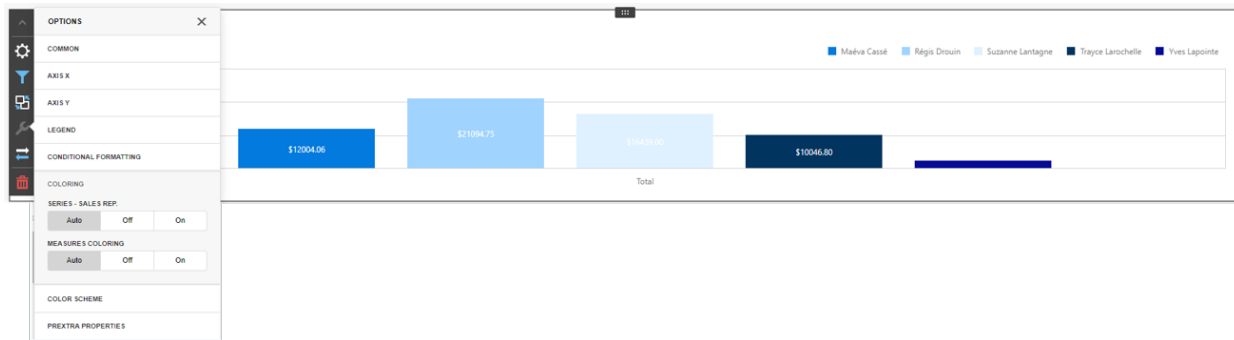 OPTIONS
COMMON
AXIS X
AXIS Y
LEGEND
CONDITIONAL FORMATTING
COLORING
SERIES - SALES REP.
Auto Off On
MEASURES COLORING
Auto Off On
COLOR SCHEME
PREXTRA PROPERTIES
Maéva Cassé Régis Drouin Suzanne Lantagne Trayce Larochelle Yves Lapointe
$12004.06
$21094.75
$10046.80
Total